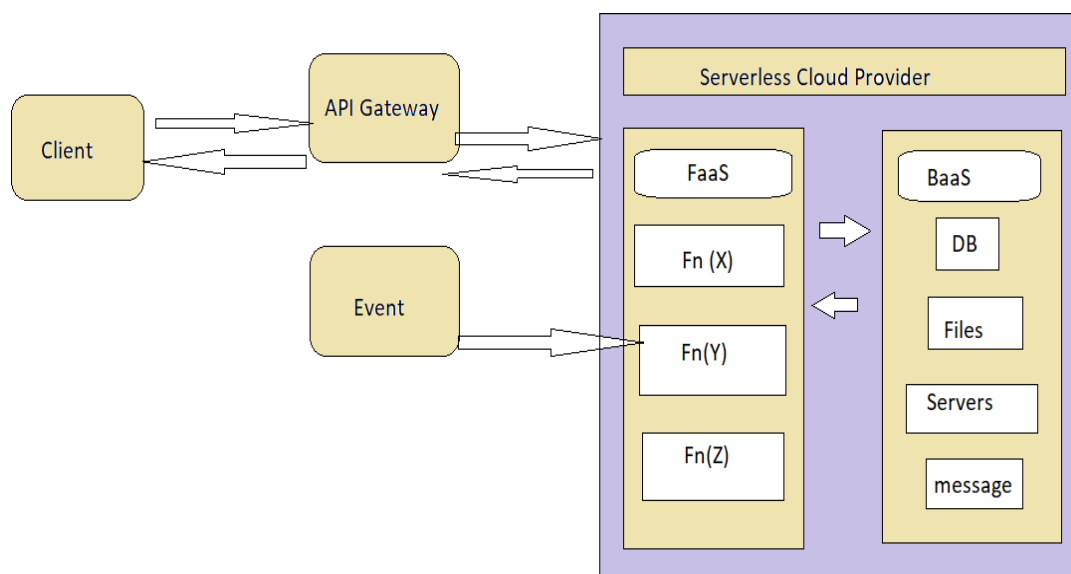 Serverless Cloud Provider
API Gateway
Client
FaaS
BaaS
Fn (X)
DB
Event
Fn(Y)
Files
Servers
Fn(Z)
message